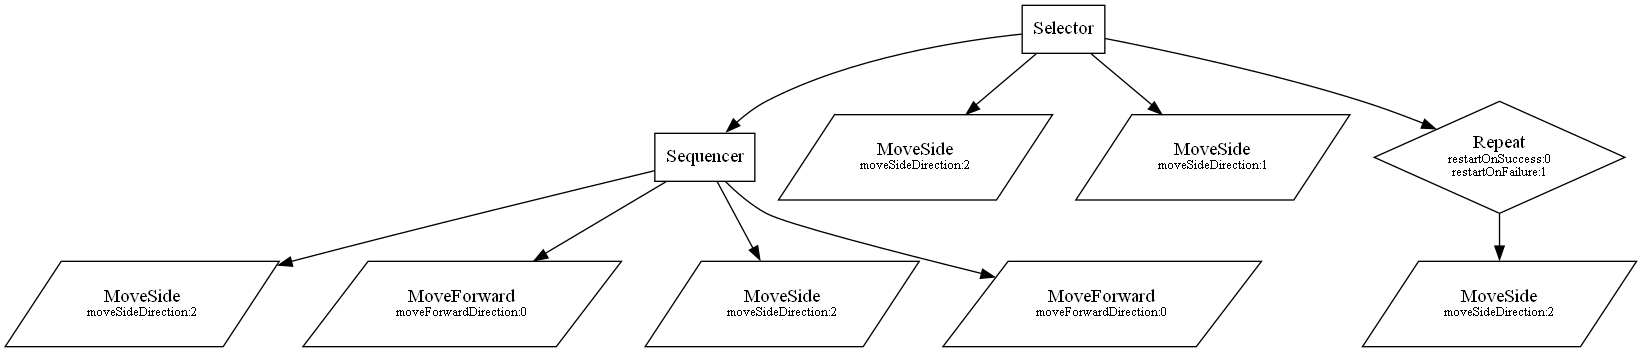 Selector
Sequencer
MoveSide
moveSideDirection:2
MoveSide
moveSideDirection:1
Repeat
restartOnSuccess:0
restartOnFailure:1
MoveSide
moveSideDirection:2
MoveForward
moveForwardDirection:0
MoveSide
moveSideDirection:2
MoveForward
moveForwardDirection:0
MoveSide
moveSideDirection:2